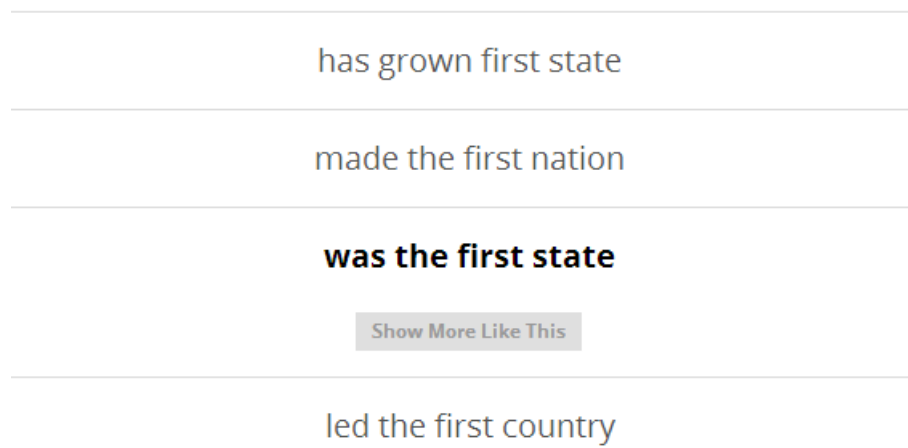 has grown first state
made the first nation
was the first state
Show More Like This
led the first country